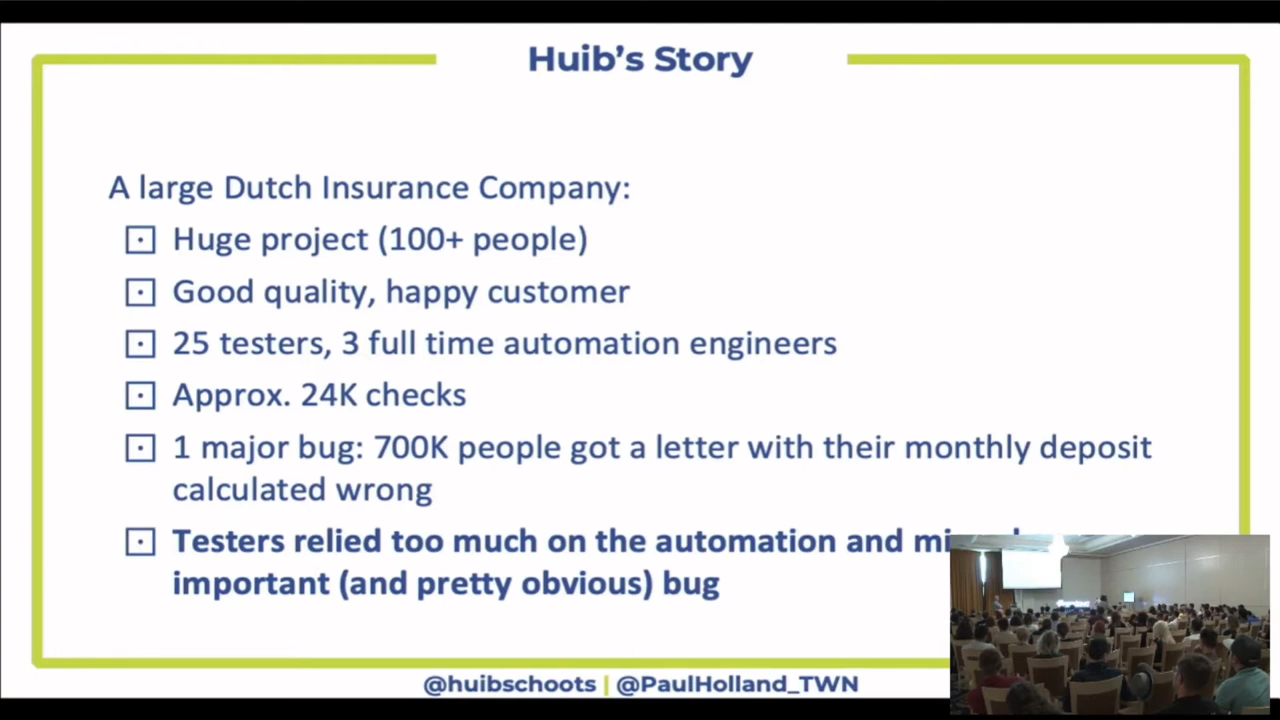 Huib's Story
A large Dutch Insurance Company:
Huge project (100+ people)
Good quality, happy customer
25 testers, 3 full time automation engineers
Approx. 24K checks
1 major bug: 700K people got a letter with their monthly deposit
calculated wrong
Testers relied too much on the automation and
important (and pretty obvious) bug
@huibschoots | @PaulHolland_TWN